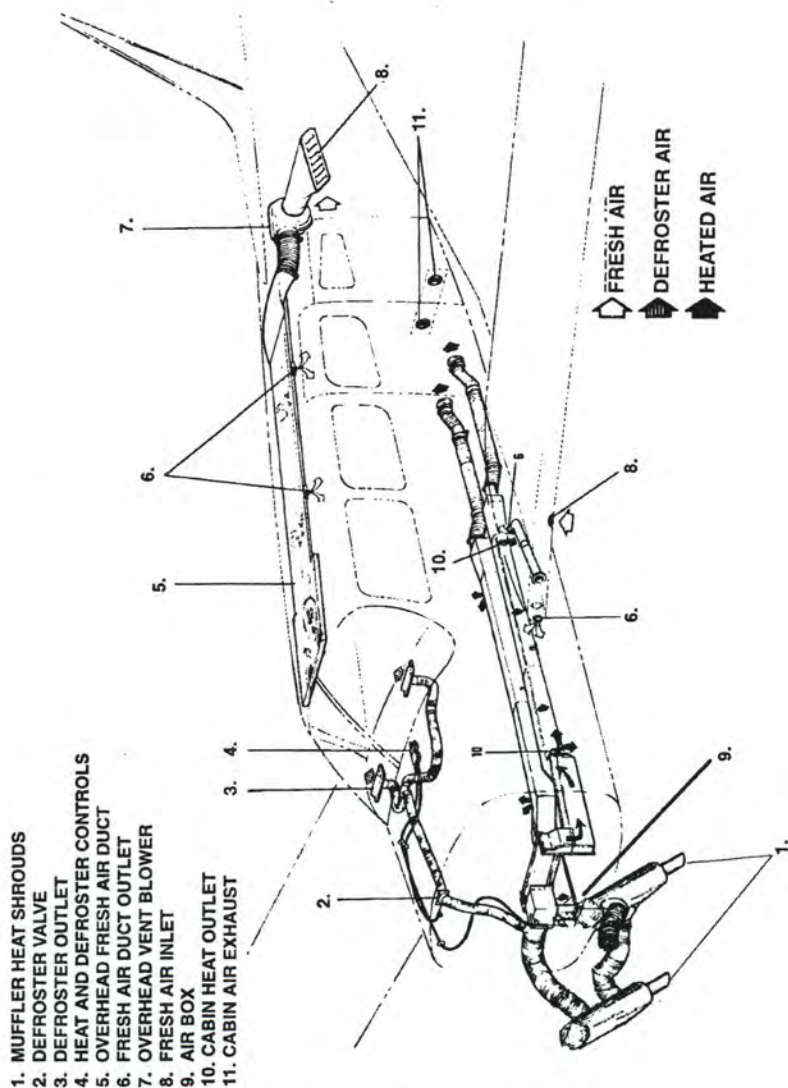 1. MUFFLER HEAT SHROUDS
2. DEFROSTER VALVE
3. DEFROSTER OUTLET
4. HEAT AND DEFROSTER CONTROLS
5. OVERHEAD FRESH AIR DUCT
6. FRESH AIR DUCT OUTLET
7. OVERHEAD VENT BLOWER
8. FRESH AIR INLET
9. AIR BOX
10. CABIN HEAT OUTLET
11. CABIN AIR EXHAUST
7.
8.
6.
5.
11.
4.
3.
2.
10.
6
8.
6.
10
9.
1.
FRESH AIR
DEFROSTER AIR
HEATED AIR